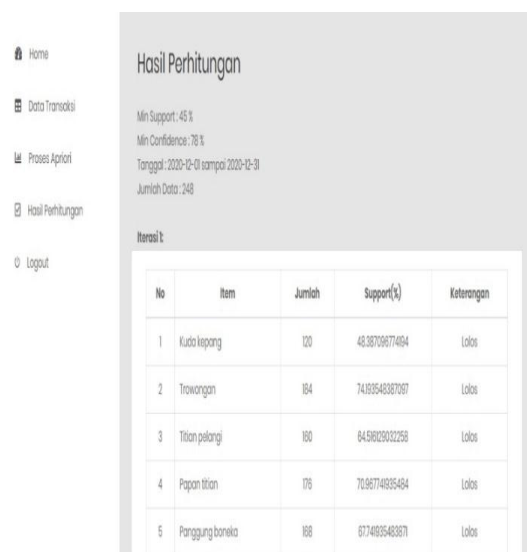 Home
Data Transaksi
Proses Apriori
Hasil Perhitungan
Logout
Hasil Perhitungan
Min Support : 45 %
Min Confidence : 78 %
Tanggal : 2020-12-01 sampai 2020-12-31
Jumlah Data : 248
Iterasi 1:
No Item Jumlah Support(%) Keterangan
1 Kuda kepang 120 48.387096774194 Lolos
2 Trowongan 184 74.193548387097 Lolos
3 Titian pelangi 160 64.516129032258 Lolos
4 Papan titian 176 70.967741935484 Lolos
5 Panggung boneka 168 67.741935483871 Lolos